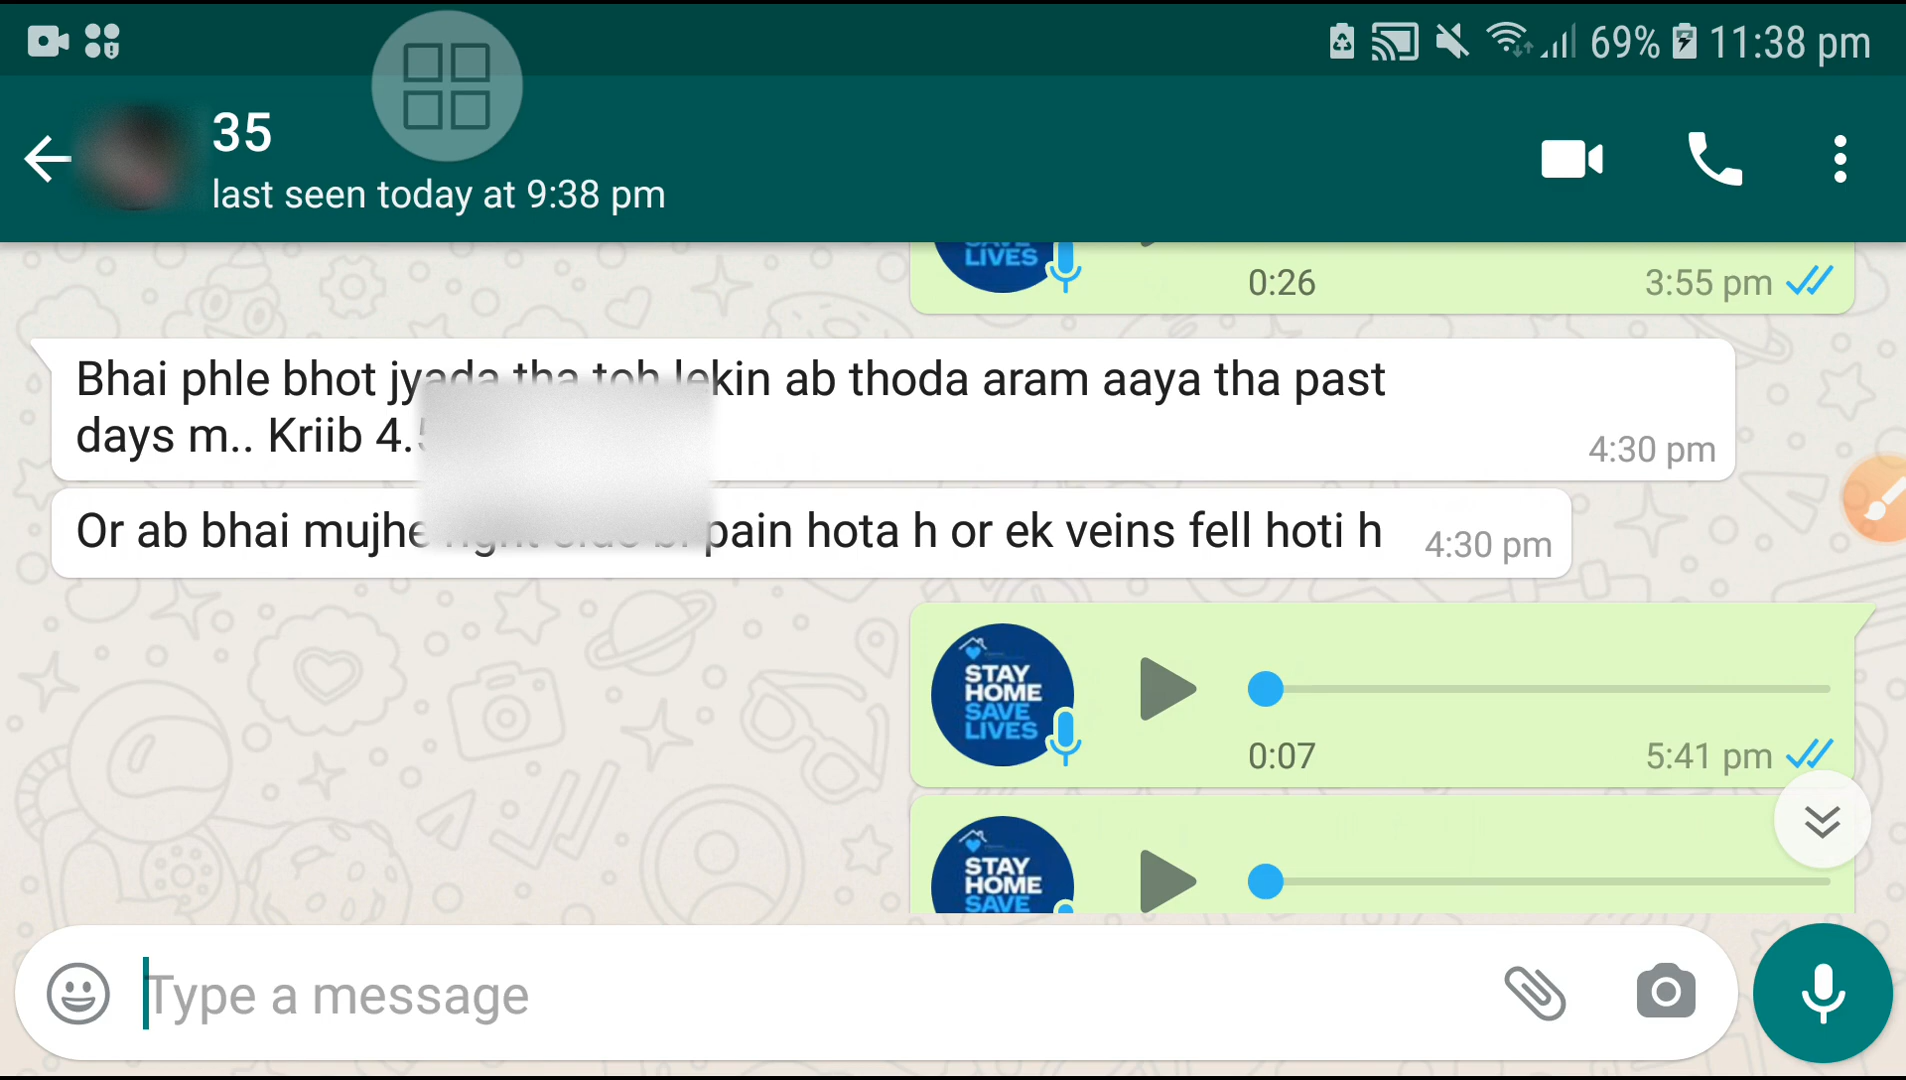 69% 11:38 pm
35
last seen today at 9:38 pm
SAVE
LIVES
0:26 3:55 pm
Bhai phle bhot jyada tha toh lekin ab thoda aram aaya tha past
days m.. Kriib 4.
4:30 pm
Or ab bhai mujhe pain hota h or ek veins fell hoti h 4:30 pm
STAY
HOME
SAVE
LIVES
0:07 5:41 pm
STAY
HOME
SAVE
Type a message